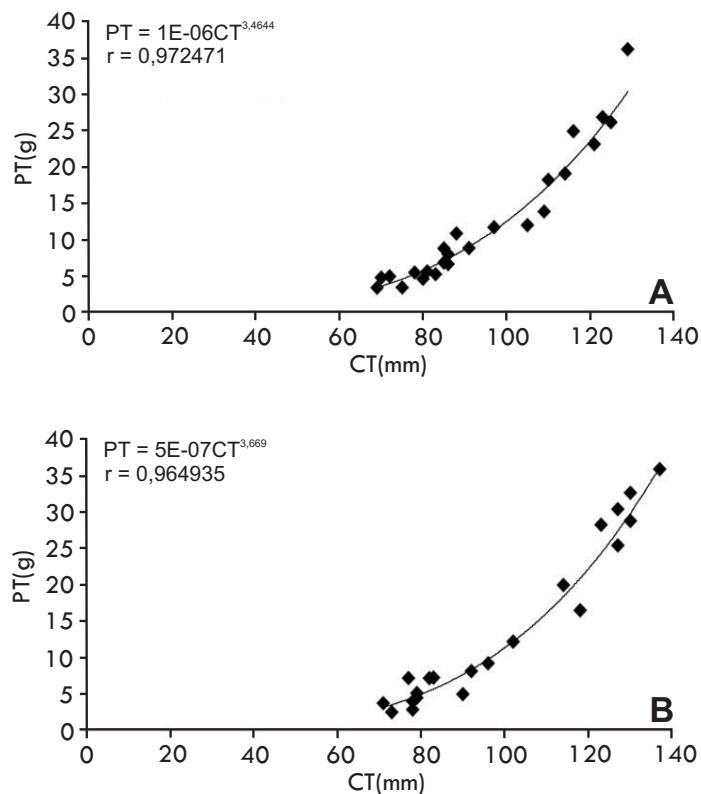 PT = 1E-06CT3,4644
r = 0,972471
PT(g)
40
35
30
25
20
15
10
5
0
0 20 40 60 80 100 120 140
CT(mm)
A
PT = 5E-07CT3,669
r = 0,964935
PT(g)
40
35
30
25
20
15
10
5
0
0 20 40 60 80 100 120 140
CT(mm)
B